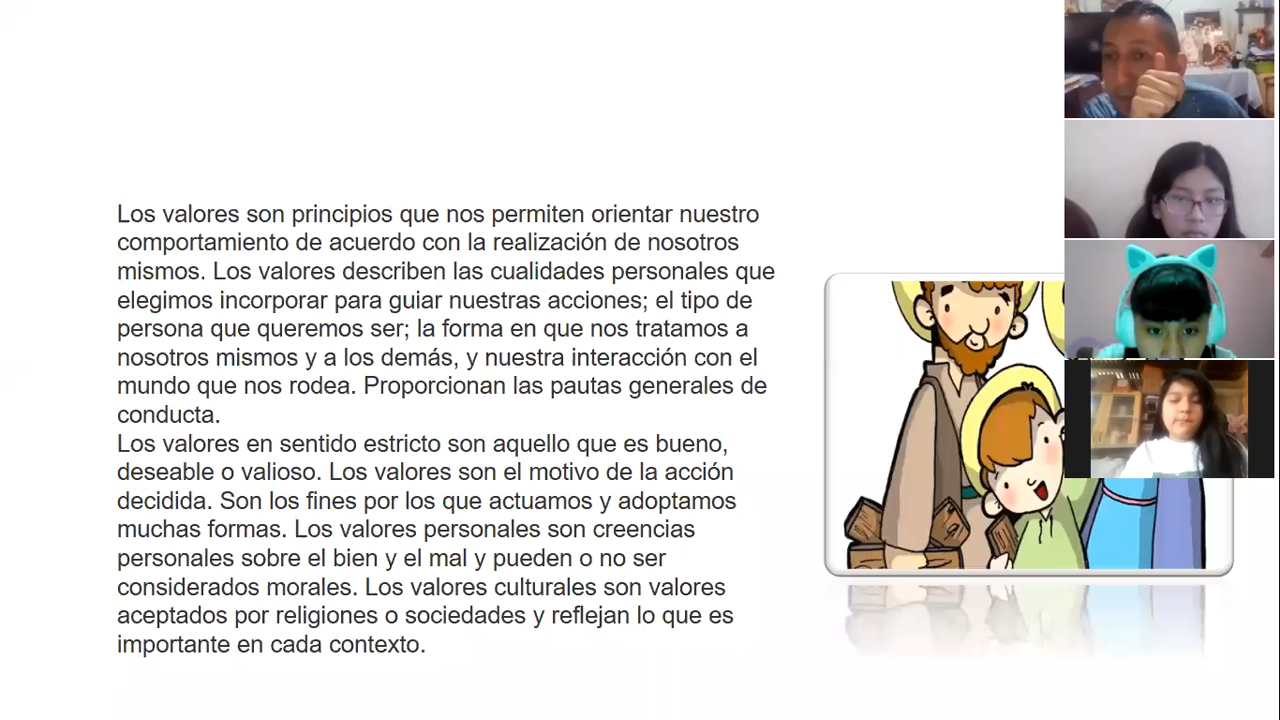 Los valores son principios que nos permiten orientar nuestro
comportamiento de acuerdo con la realización de nosotros
mismos. Los valores describen las cualidades personales que
elegimos incorporar para guiar nuestras acciones; el tipo de
persona que queremos ser; la forma en que nos tratamos a
nosotros mismos y a los demás, y nuestra interacción con el
mundo que nos rodea. Proporcionan las pautas generales de
conducta.
Los valores en sentido estricto son aquello que es bueno,
deseable o valioso. Los valores son el motivo de la acción
decidida. Son los fines por los que actuamos y adoptamos
muchas formas. Los valores personales son creencias
personales sobre el bien y el mal y pueden o no ser
considerados morales. Los valores culturales son valores
aceptados por religiones o sociedades y reflejan lo que es
importante en cada contexto.